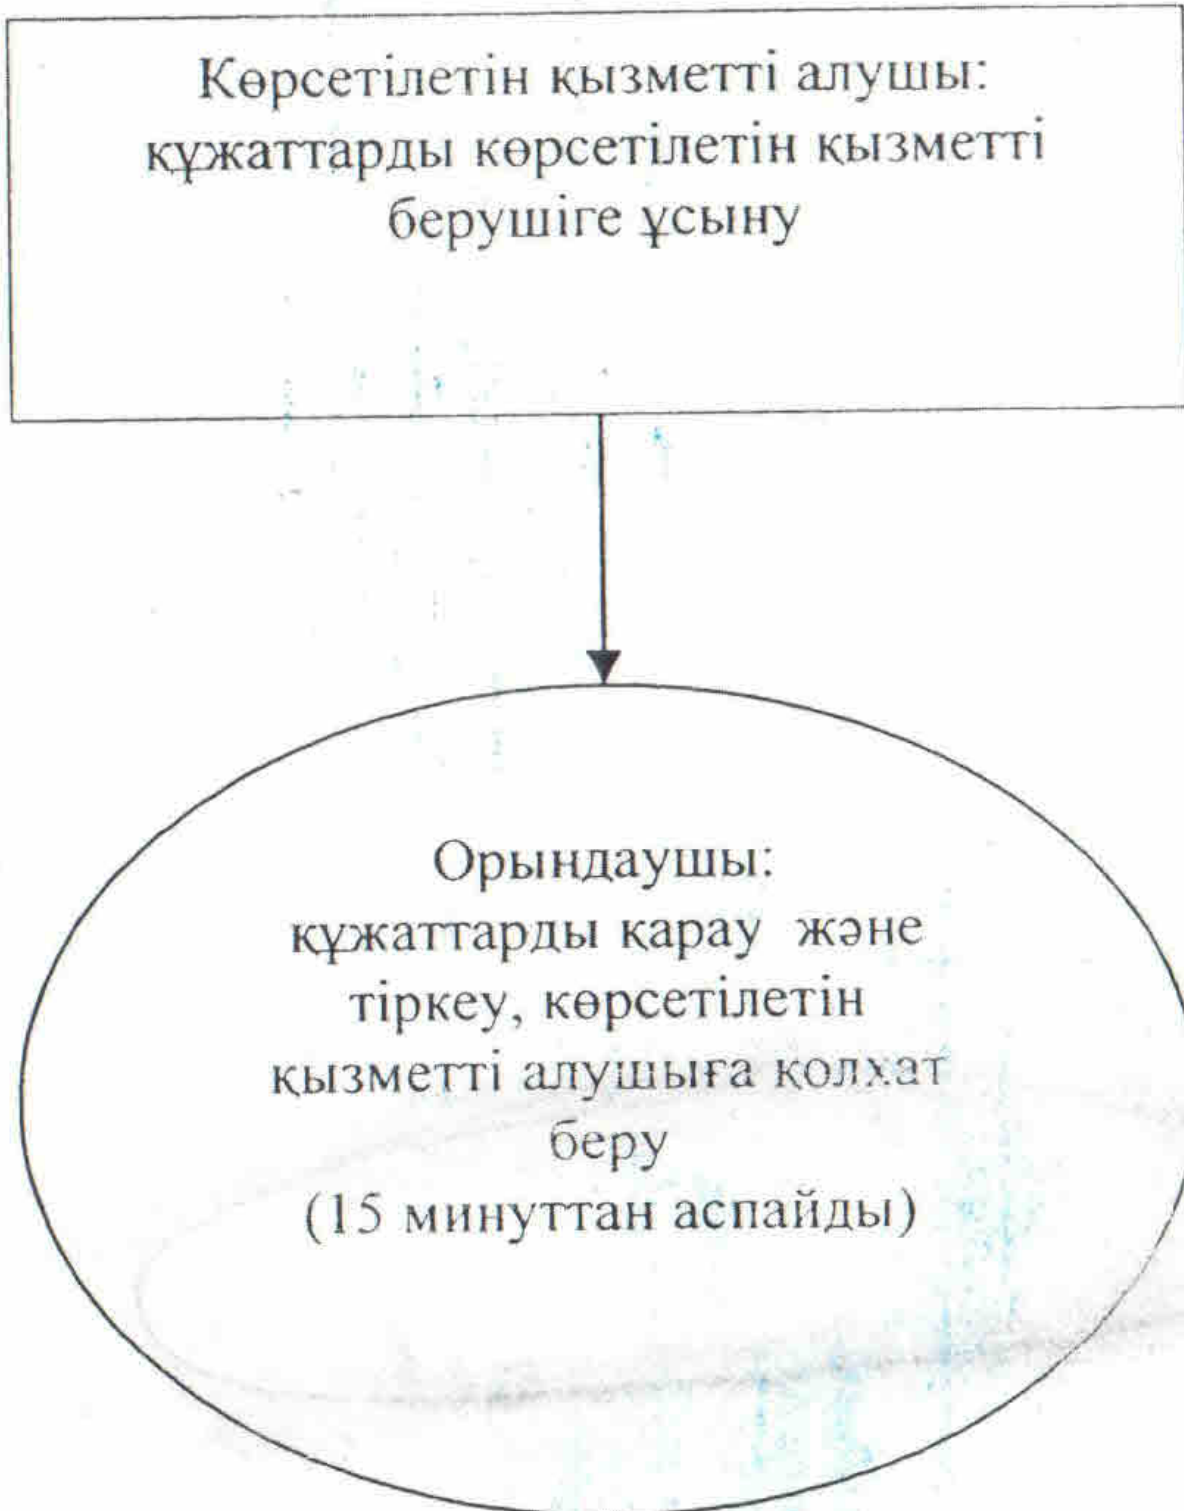 Көрсетілетін қызметті алушы:
құжаттарды көрсетілетін қызметті
берушіге ұсыну
Орындаушы:
құжаттарды қарау және
тіркеу, көрсетілетін
қызметті алушыға қолхат
беру
(15 минуттан аспайды)